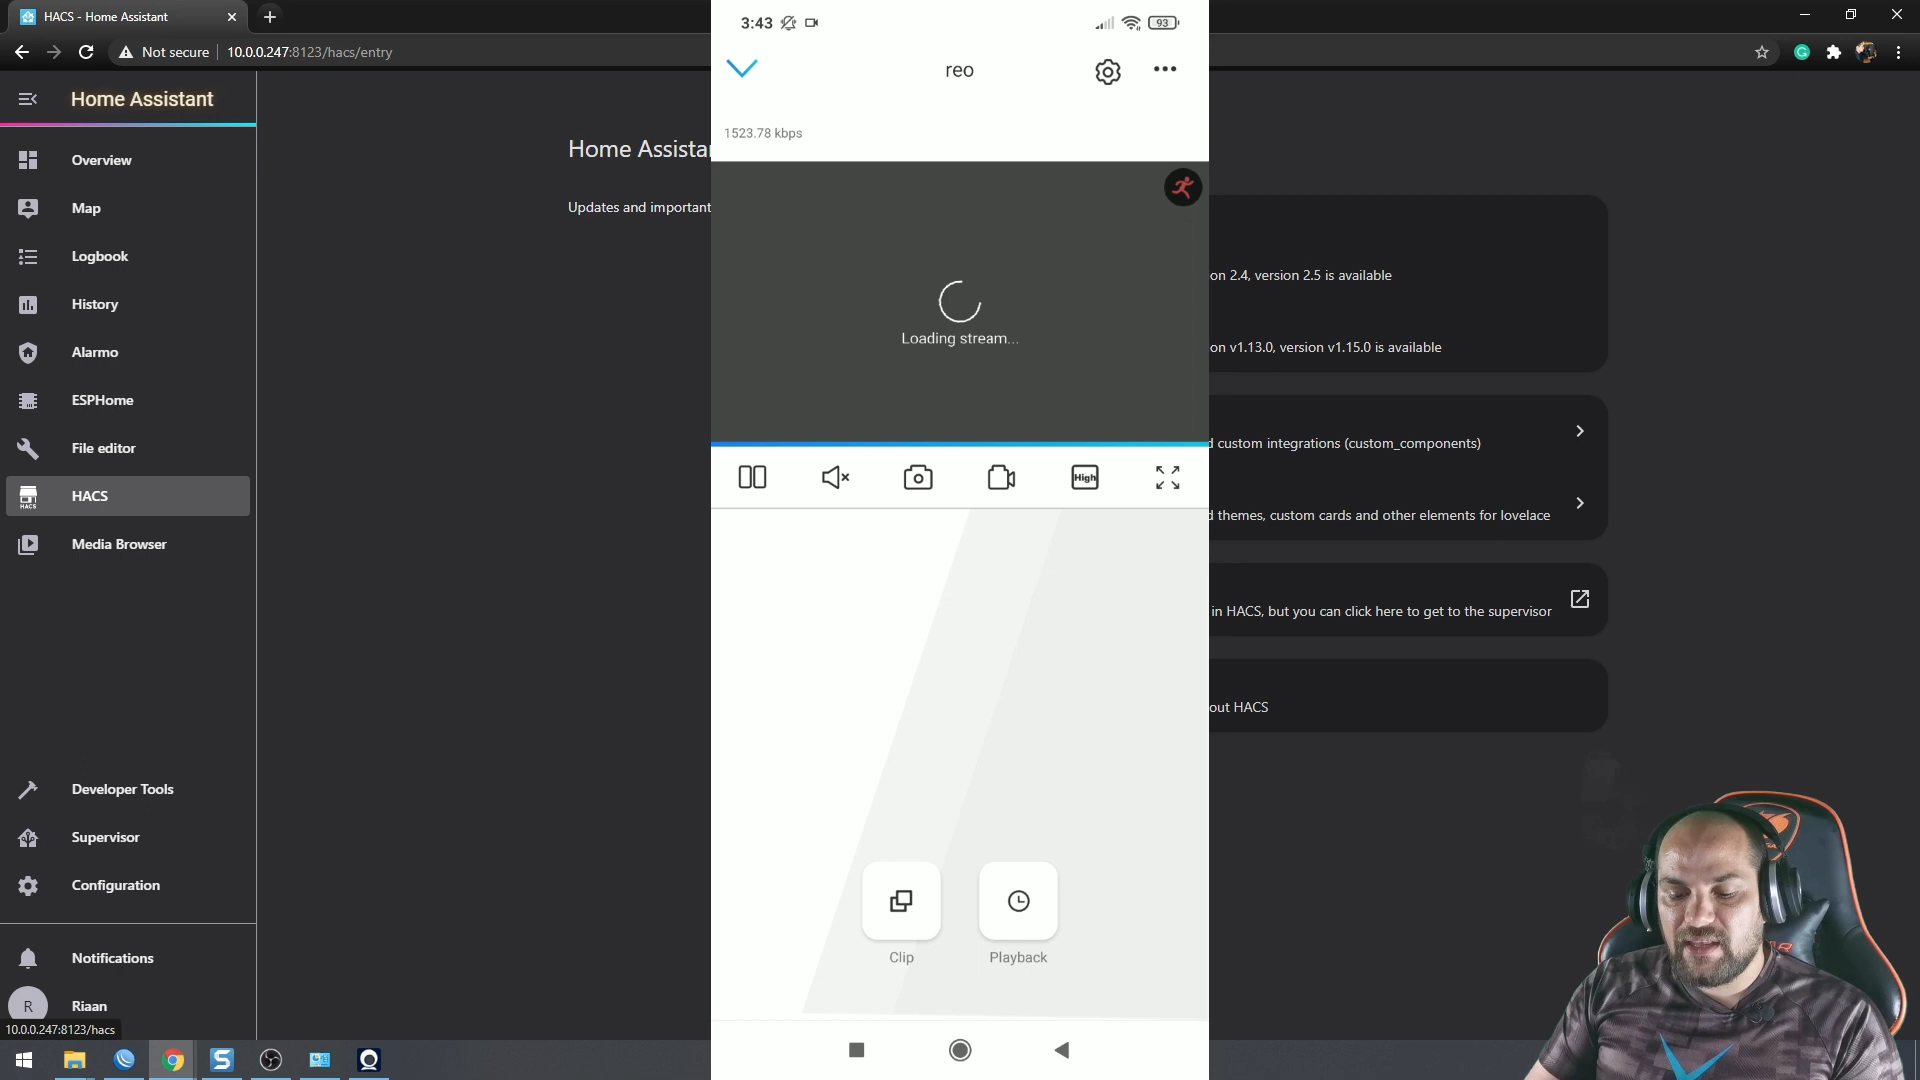 HACS - Home Assistant
Not secure
10.0.0.247:8123/hacs/entry
Home Assistant
Overview
Map
Logbook
History
Alarmo
ESPHome
File editor
HACS
HACS
Media Browser
Developer Tools
Supervisor
Configuration
Notifications
R
Riaan
10.0.0.247:8123/hacs
Home Assista
Updates and important
3:43
93
reo
1523.78 kbps
Loading stream...
High
Clip
Playback
on 2.4, version 2.5 is available
on v1.13.0, version v1.15.0 is available
d custom integrations (custom_components)
d themes, custom cards and other elements for lovelace
in HACS, but you can click here to get to the supervisor
out HACS